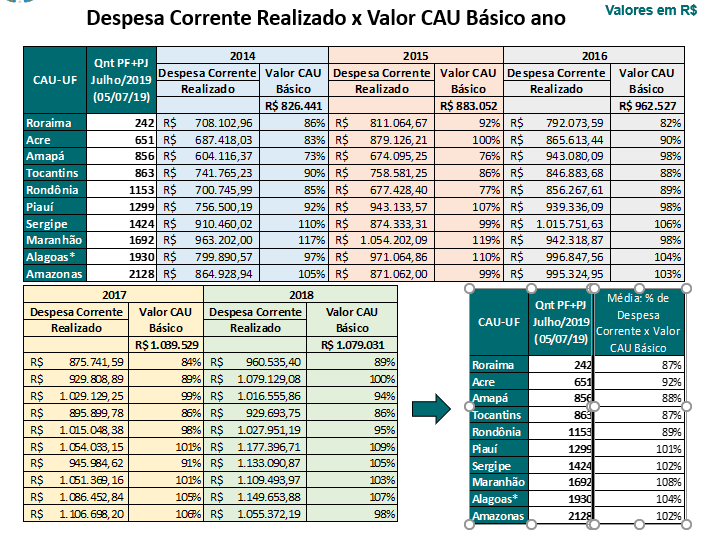 Despesa Corrente Realizado x Valor CAU Básico ano
Valores em R$
CAU-UF
Qnt PF+PJ
Julho/2019
(05/07/19)
2014 2015 2016
Despesa Corrente Valor CAU Despesa Corrente Valor CAU Despesa Corrente Valor CAU
Realizado Básico Realizado Básico Realizado Básico
R$ 826.441 R$ 883.052 R$ 962.527
Roraima 242 R$ 708.102,96 86% R$ 811.064,67 92% R$ 792.073,59 82%
Acre 651 R$ 687.418,03 83% R$ 879.126,21 100% R$ 865.613,44 90%
Amapá 856 R$ 604.116,37 73% R$ 674.095,25 76% R$ 943.080,09 98%
Tocantins 863 R$ 741.765,23 90% R$ 758.581,25 86% R$ 846.883,68 88%
Rondônia 1153 R$ 700.745,99 85% R$ 677.428,40 77% R$ 856.267,61 89%
Piauí 1299 R$ 756.500,19 92% R$ 943.133,57 107% R$ 939.336,09 98%
Sergipe 1424 R$ 910.460,02 110% R$ 874.333,31 99% R$ 1.015.751,63 106%
Maranhão 1692 R$ 963.202,00 117% R$ 1.054.202,09 119% R$ 942.318,87 98%
Alagoas* 1930 R$ 799.890,57 97% R$ 971.064,86 110% R$ 996.847,56 104%
Amazonas 2128 R$ 864.928,94 105% R$ 871.062,00 99% R$ 995.324,95 103%
2017 2018
Despesa Corrente Valor CAU Despesa Corrente Valor CAU
Realizado Básico Realizado Básico
R$ 1.039.529 R$ 1.079.031
R$ 875.741,59 84% R$ 960.535,40 89%
R$ 929.808,89 89% R$ 1.079.129,08 100%
R$ 1.029.129,25 99% R$ 1.016.555,86 94%
R$ 895.899,78 86% R$ 929.693,75 86%
R$ 1.015.048,38 98% R$ 1.027.951,19 95%
R$ 1.054.033,15 101% R$ 1.177.396,71 109%
R$ 945.984,62 91% R$ 1.133.090,87 105%
R$ 1.051.369,16 101% R$ 1.109.493,97 103%
R$ 1.086.452,84 105% R$ 1.149.653,88 107%
R$ 1.106.698,20 106% R$ 1.055.372,19 98%
CAU-UF
Qnt PF+PJ
Julho/2019
(05/07/19)
Média: % de
Despesa
Corrente x Valor
CAU Básico
Roraima 242 87%
Acre 651 92%
Amapá 856 88%
Tocantins 863 87%
Rondônia 1153 89%
Piauí 1299 101%
Sergipe 1424 102%
Maranhão 1692 108%
Alagoas* 1930 104%
Amazonas 2128 102%